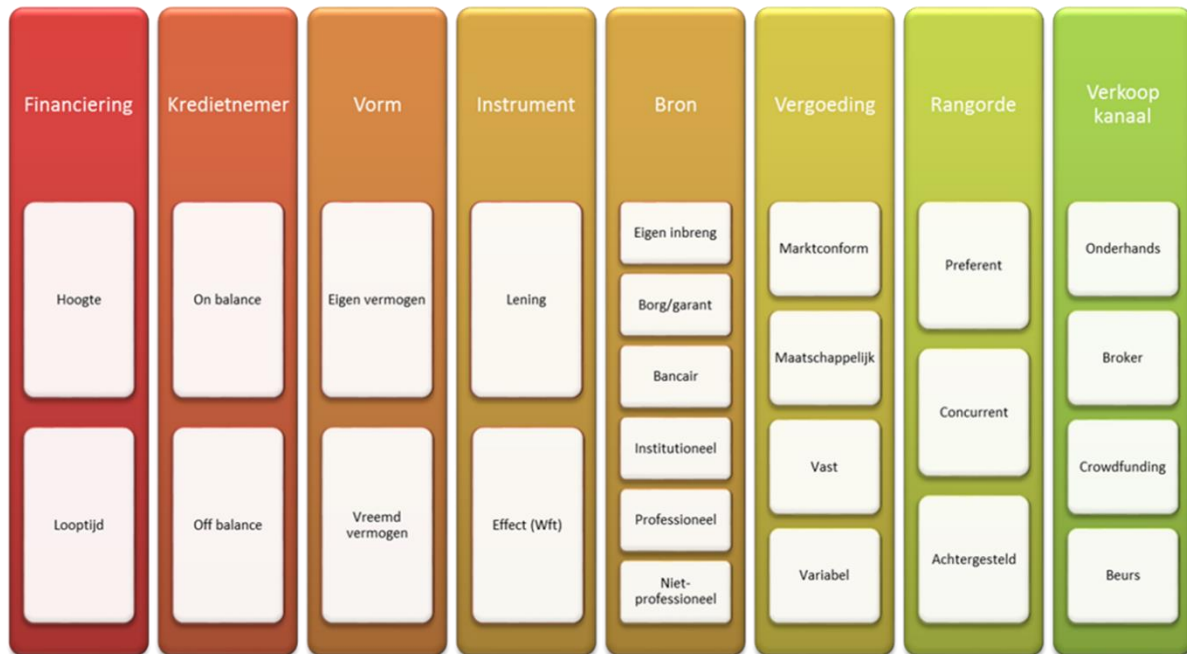 Financiering
Hoogte
Looptijd
Kredietnemer
On balance
Off balance
Vorm
Eigen vermogen
Vreemd
vermogen
Instrument
Lening
Effect (Wft)
Bron
Eigen inbreng
Borg/garant
Bancair
Institutioneel
Professioneel
Niet-
professioneel
Vergoeding
Marktconform
Maatschappelijk
Vast
Variabel
Rangorde
Preferent
Concurrent
Achtergesteld
Verkoop
kanaal
Onderhands
Broker
Crowdfunding
Beurs